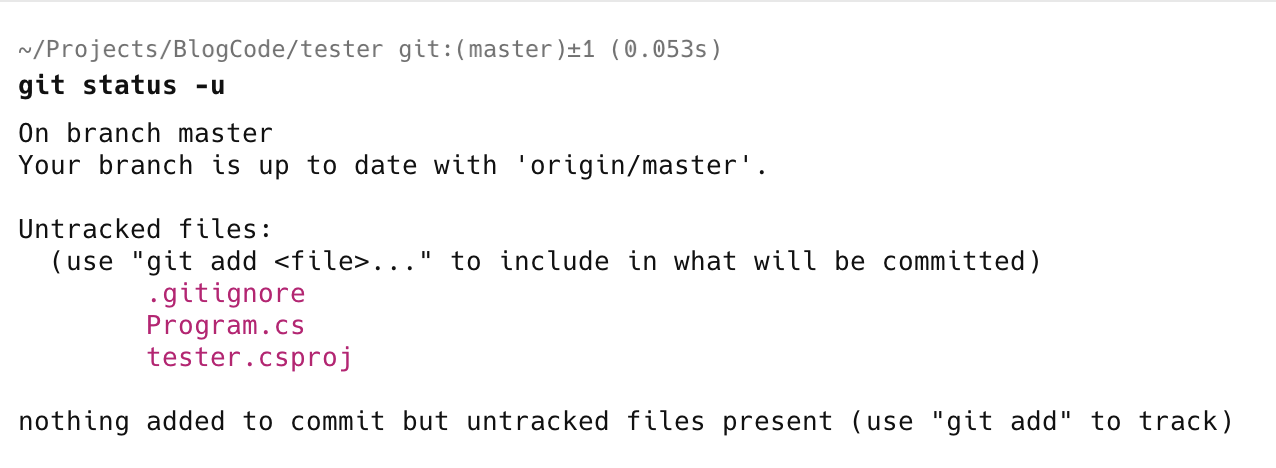 ~/Projects/BlogCode/tester git:(master)±1 (0.053s)
git status -u
On branch master
Your branch is up to date with 'origin/master'.
Untracked files:
  (use "git add <file>..." to include in what will be committed)
        .gitignore
        Program.cs
        tester.csproj
nothing added to commit but untracked files present (use "git add" to track)